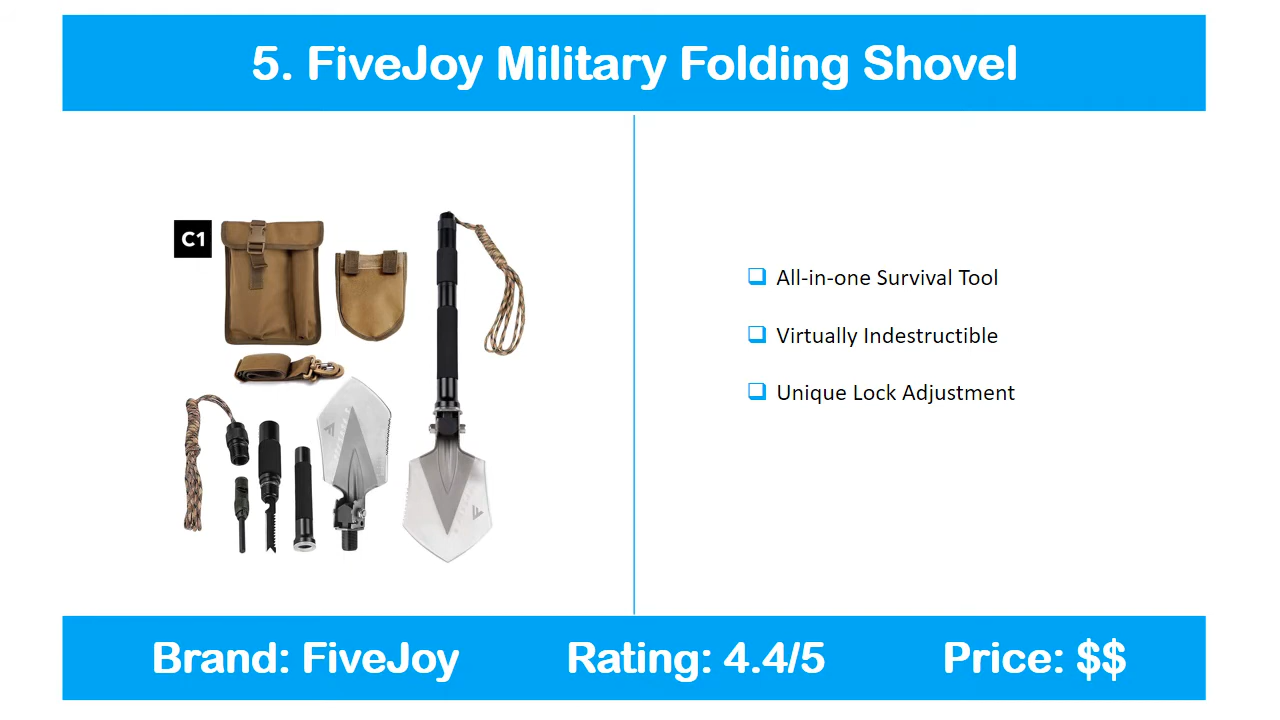 5. FiveJoy Military Folding Shovel
C1
All-in-one Survival Tool
Virtually Indestructible
Unique Lock Adjustment
Brand: FiveJoy
Rating: 4.4/5
Price: $$